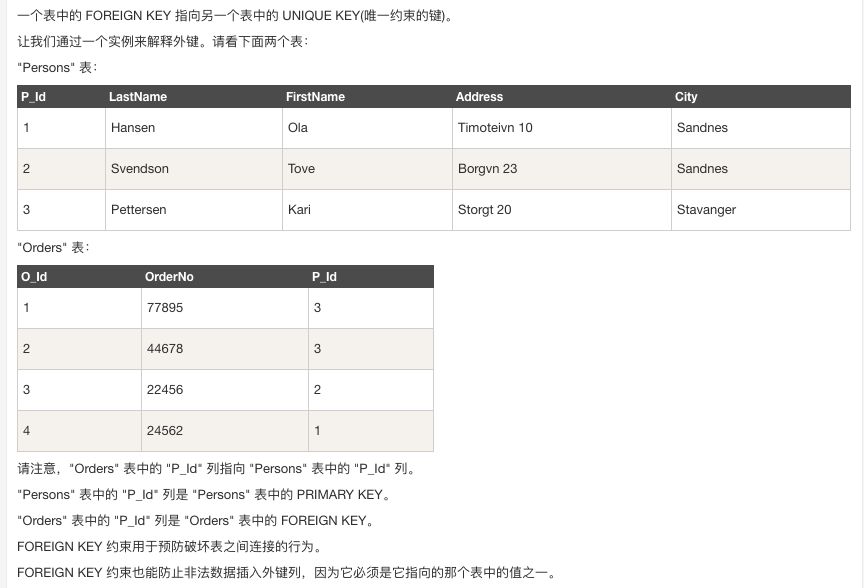 一个表中的 FOREIGN KEY 指向另一个表中的 UNIQUE KEY(唯一约束的键)。
让我们通过一个实例来解释外键。请看下面两个表：
"Persons" 表：
P_Id LastName FirstName Address City
1 Hansen Ola Timoteivn 10 Sandnes
2 Svendson Tove Borgvn 23 Sandnes
3 Pettersen Kari Storgt 20 Stavanger
"Orders" 表：
O_Id OrderNo P_Id
1 77895 3
2 44678 3
3 22456 2
4 24562 1
请注意，"Orders" 表中的 "P_Id" 列指向 "Persons" 表中的 "P_Id" 列。
"Persons" 表中的 "P_Id" 列是 "Persons" 表中的 PRIMARY KEY。
"Orders" 表中的 "P_Id" 列是 "Orders" 表中的 FOREIGN KEY。
FOREIGN KEY 约束用于预防破坏表之间连接的行为。
FOREIGN KEY 约束也能防止非法数据插入外键列，因为它必须是它指向的那个表中的值之一。